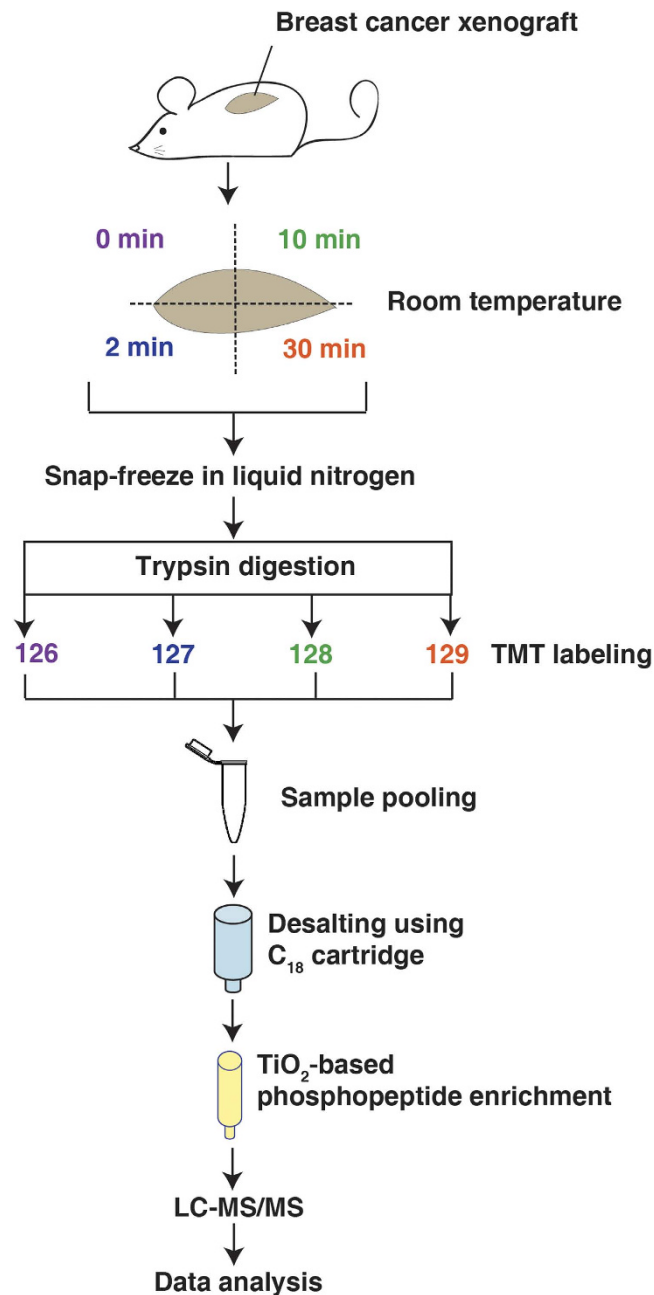 Breast cancer xenograft
0 min
10 min
Room temperature
2 min
30 min
Snap-freeze in liquid nitrogen
Trypsin digestion
126
127
128
129
TMT labeling
Sample pooling
Desalting using
C₁₈ cartridge
TiO₂-based
phosphopeptide enrichment
LC-MS/MS
Data analysis